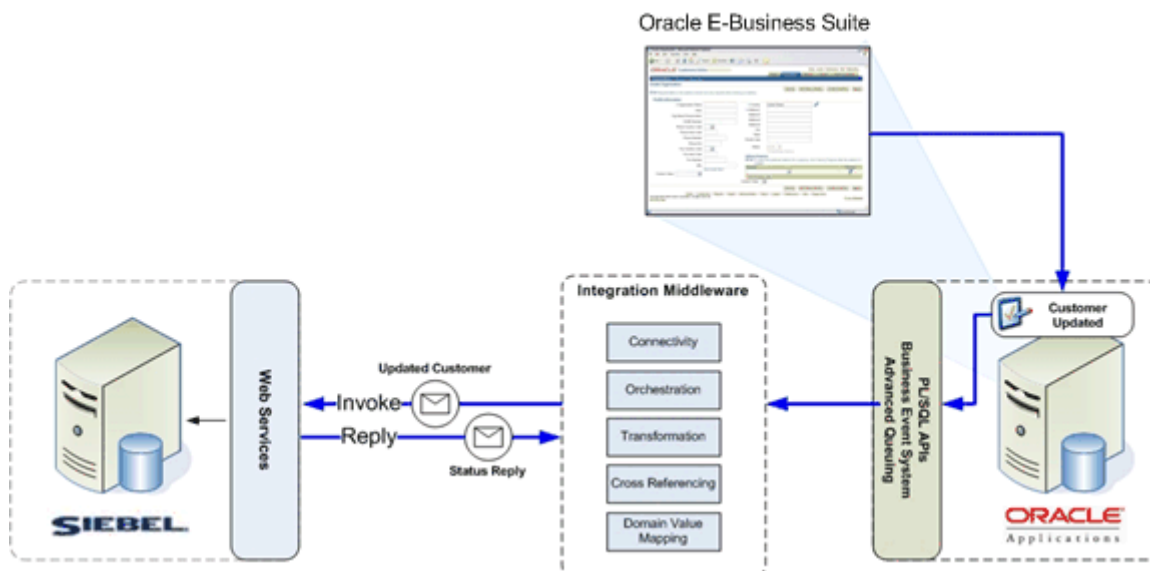 Oracle E-Business Suite
ORACLE
Customer
Updated
Integration Middleware
Connectivity
Orchestration
Transformation
Cross Referencing
Domain Value
Mapping
PL/SQL APIs
Business Event System
Advanced Queuing
Web Services
Updated Customer
Invoke
Reply
Status Reply
SIEBEL
ORACLE
Applications